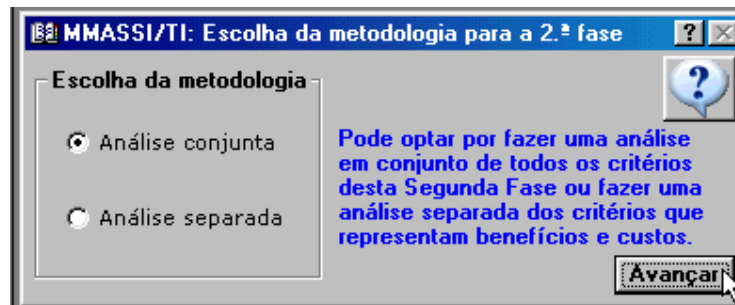 MMASSI/TI: Escolha da metodologia para a 2.ª fase
Escolha da metodologia
Análise conjunta
Análise separada
Pode optar por fazer uma análise
em conjunto de todos os critérios
desta Segunda Fase ou fazer uma
análise separada dos critérios que
representam benefícios e custos.
Avançar